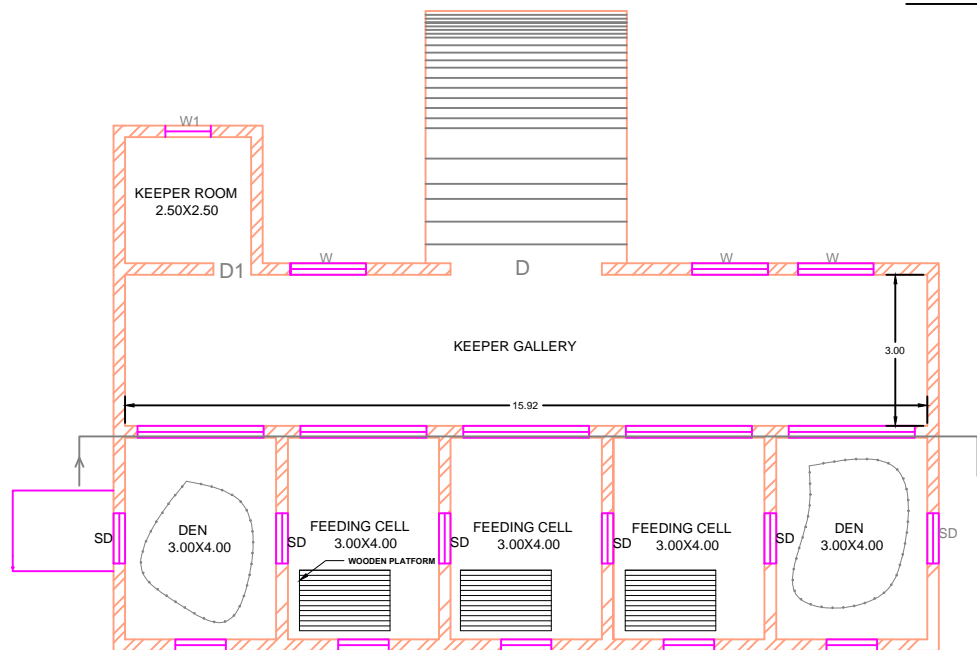 W1
KEEPER ROOM
2.50X2.50
D1
W
D
W
W
KEEPER GALLERY
3.00
15.92
SD
DEN
3.00X4.00
SD
FEEDING CELL
3.00X4.00
WOODEN PLATFORM
SD
FEEDING CELL
3.00X4.00
SD
FEEDING CELL
3.00X4.00
SD
DEN
3.00X4.00
SD